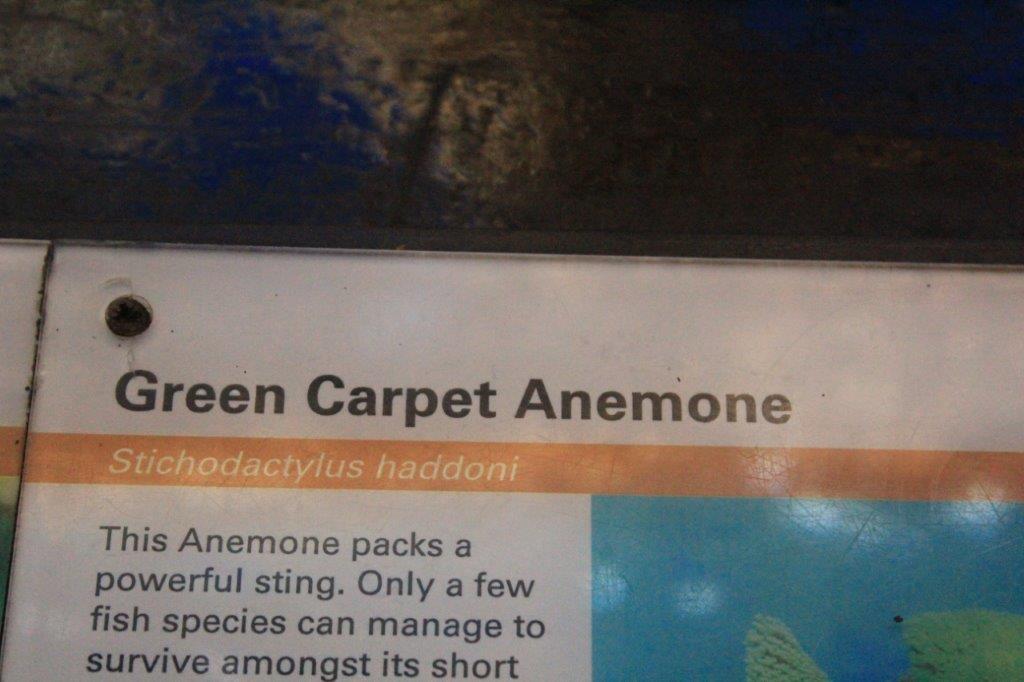 Green Carpet Anemone
Stichodactylus haddoni
This Anemone packs a
powerful sting. Only a few
fish species can manage to
survive amongst its short